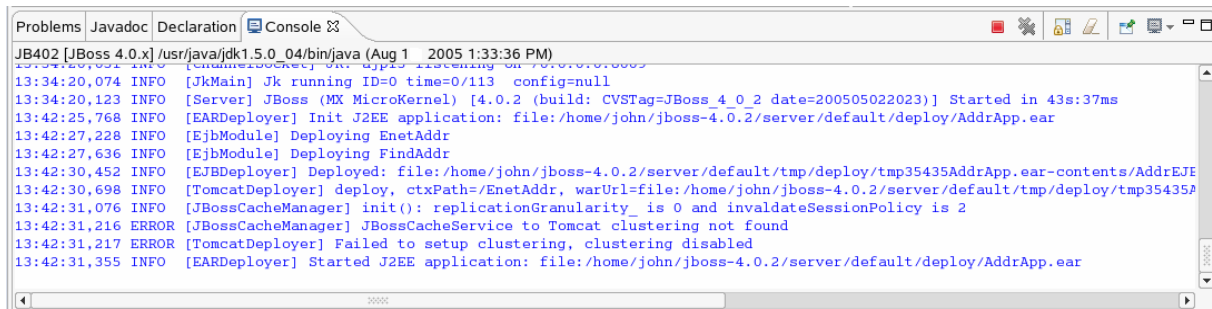 Problems Javadoc Declaration Console
JB402 [JBoss 4.0.x] /usr/java/jdk1.5.0_04/bin/java (Aug 1 2005 1:33:36 PM)
13:34:20,074 INFO [JkMain] Jk running ID=0 time=0/113 config=null
13:34:20,123 INFO [Server] JBoss (MX MicroKernel) [4.0.2 (build: CVSTag=JBoss_4_0_2 date=200505022023)] Started in 43s:37ms
13:42:25,768 INFO [EARDeployer] Init J2EE application: file:/home/john/jboss-4.0.2/server/default/deploy/AddrApp.ear
13:42:27,228 INFO [EjbModule] Deploying EnetAddr
13:42:27,636 INFO [EjbModule] Deploying FindAddr
13:42:30,452 INFO [EJBDeployer] Deployed: file:/home/john/jboss-4.0.2/server/default/tmp/deploy/tmp35435AddrApp.ear-contents/AddrEJE
13:42:30,698 INFO [TomcatDeployer] deploy, ctxPath=/EnetAddr, warUrl=file:/home/john/jboss-4.0.2/server/default/tmp/deploy/tmp35435A
13:42:31,076 INFO [JBossCacheManager] init(): replicationGranularity_ is 0 and invaldateSessionPolicy is 2
13:42:31,216 ERROR [JBossCacheManager] JBossCacheService to Tomcat clustering not found
13:42:31,217 ERROR [TomcatDeployer] Failed to setup clustering, clustering disabled
13:42:31,355 INFO [EARDeployer] Started J2EE application: file:/home/john/jboss-4.0.2/server/default/deploy/AddrApp.ear